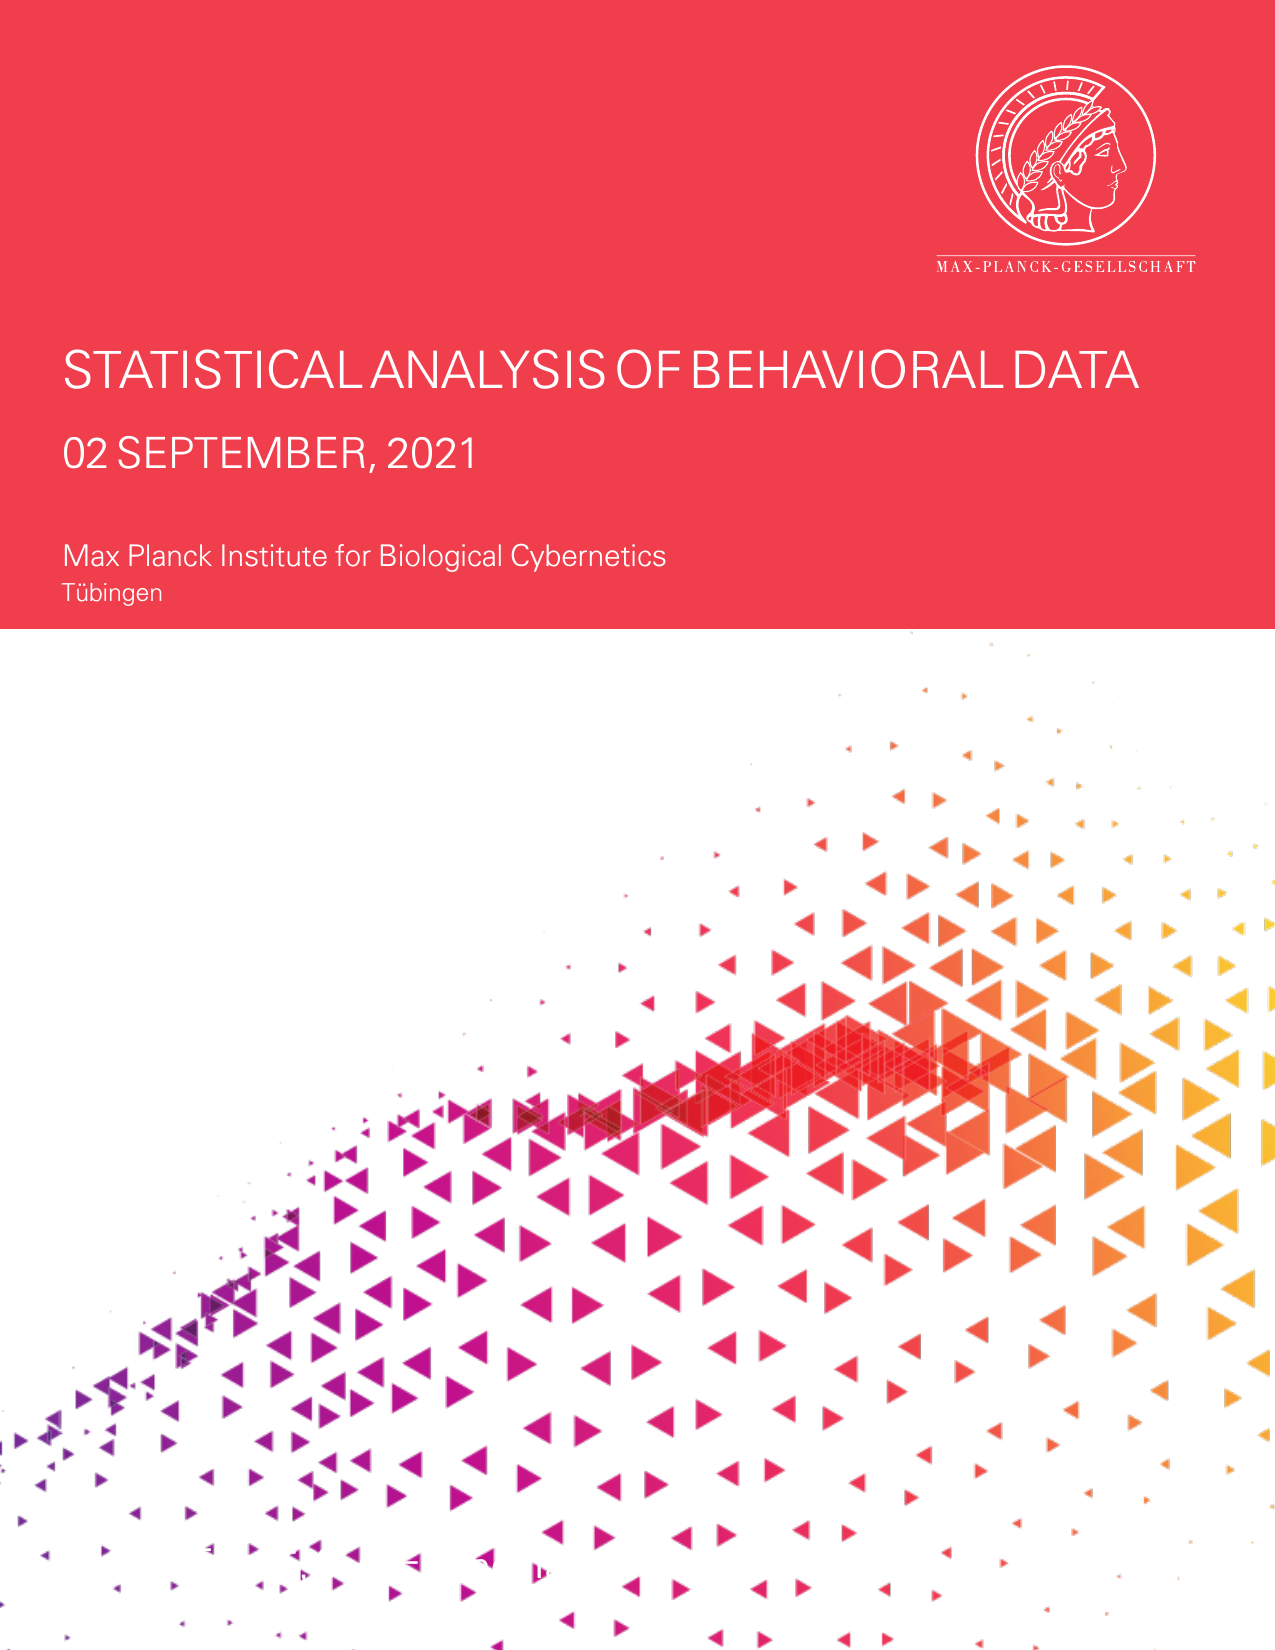 MAX-PLANCK-GESELLSCHAFT
STATISTICAL ANALYSIS OF BEHAVIORAL DATA
02 SEPTEMBER, 2021
Max Planck Institute for Biological Cybernetics
Tübingen